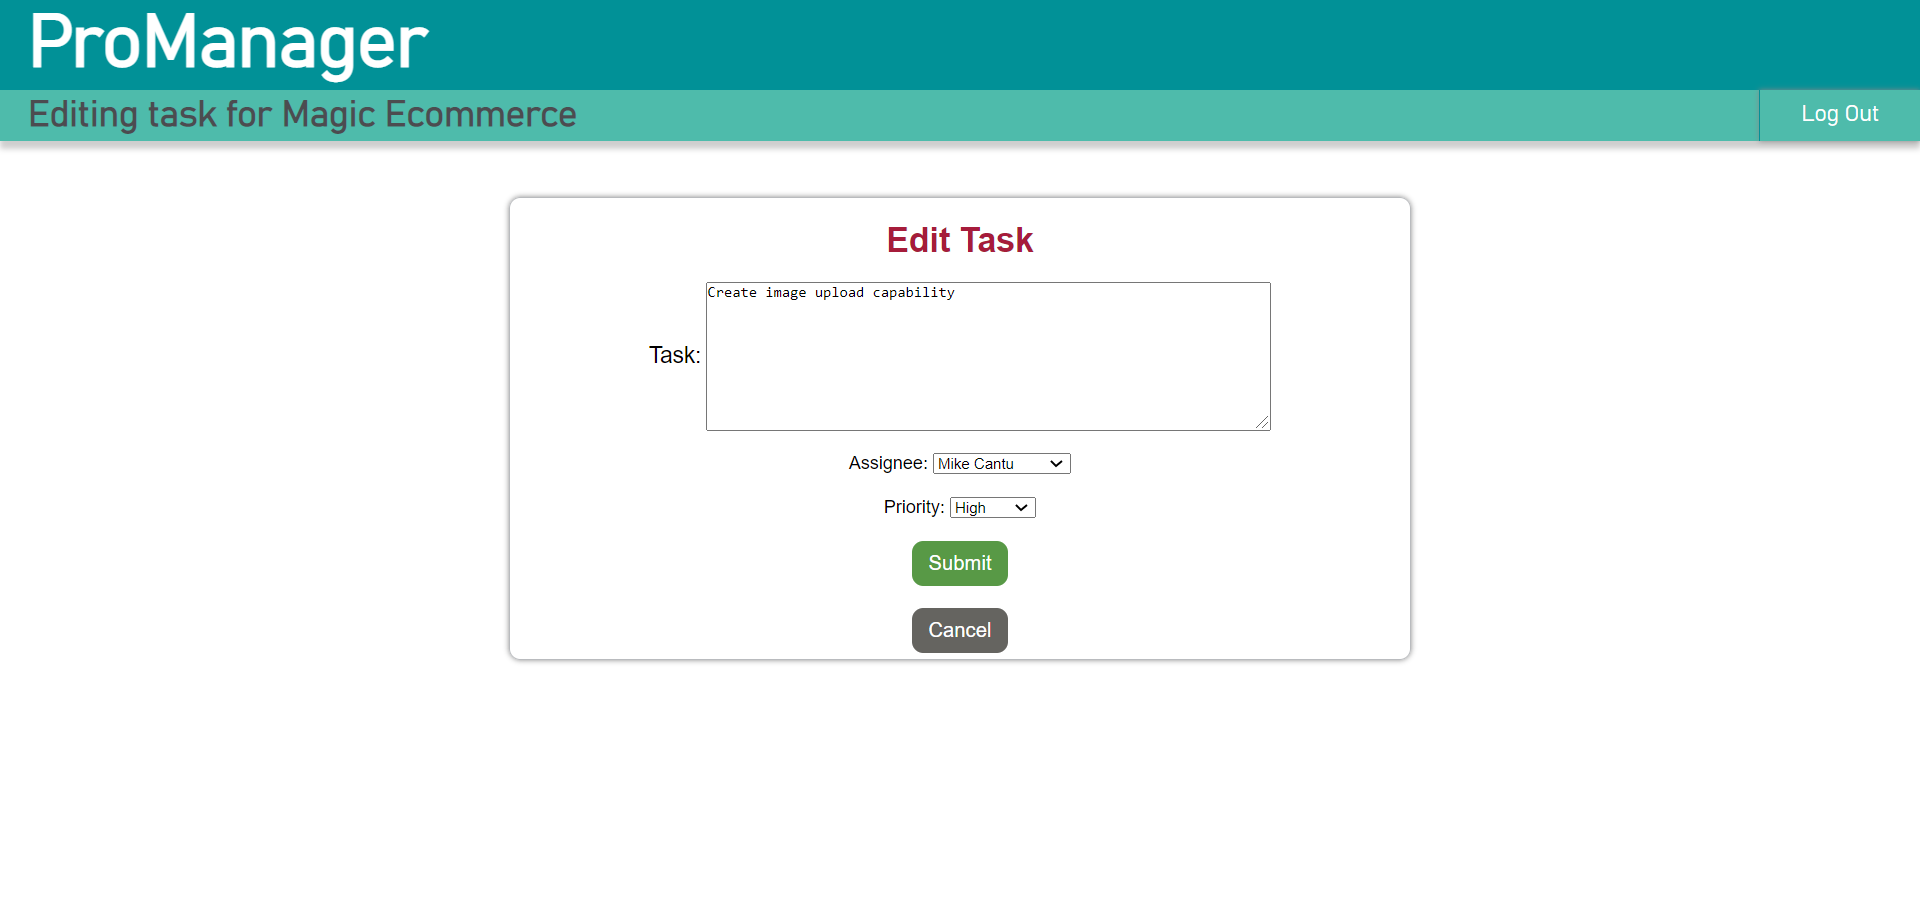 ProManager
Editing task for Magic Ecommerce
Log Out
Edit Task
Task: Create image upload capability
Assignee: Mike Cantu
Priority: High
Submit
Cancel